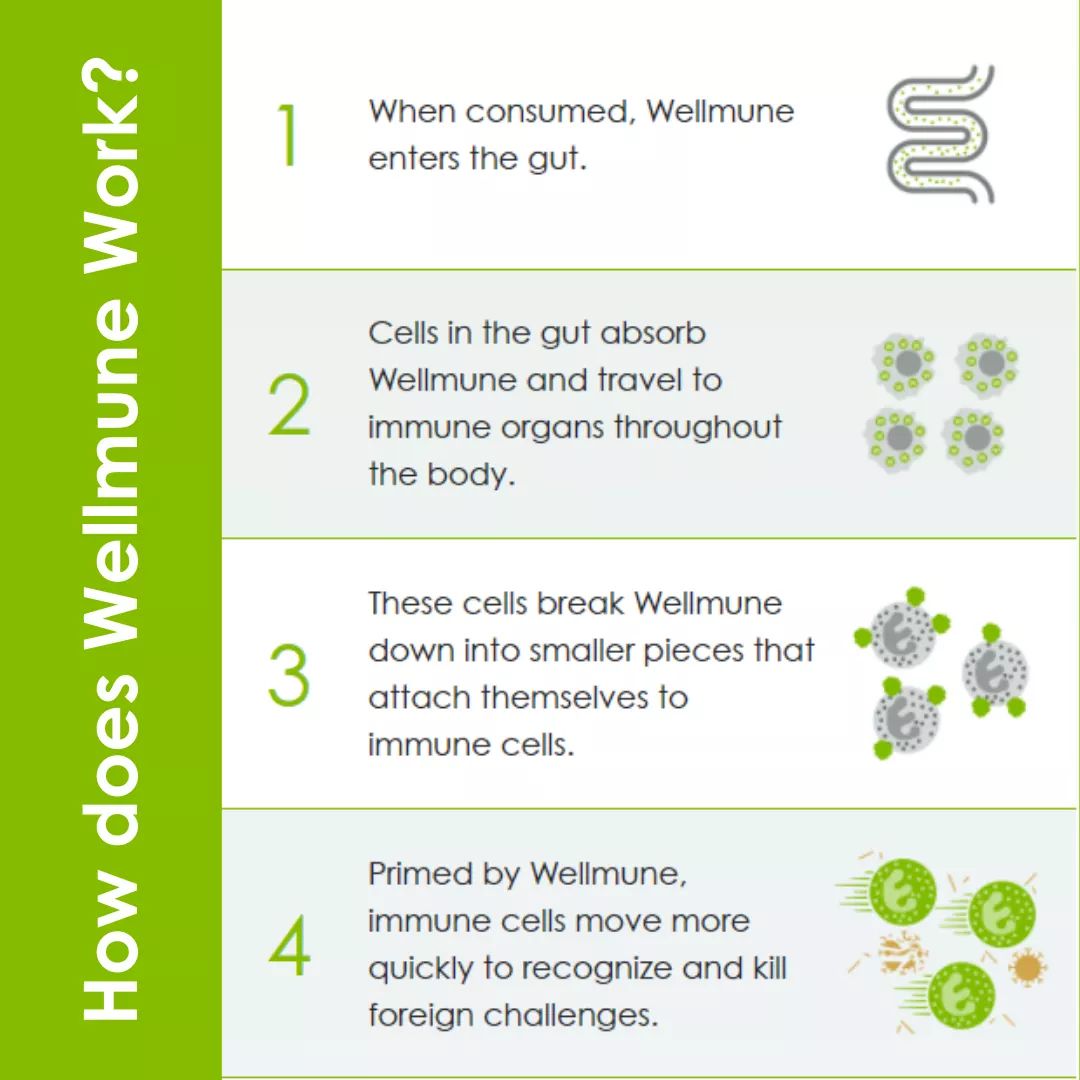 How does Wellmune Work?
1
When consumed, Wellmune
enters the gut.
2
Cells in the gut absorb
Wellmune and travel to
immune organs throughout
the body.
3
These cells break Wellmune
down into smaller pieces that
attach themselves to
immune cells.
4
Primed by Wellmune,
immune cells move more
quickly to recognize and kill
foreign challenges.